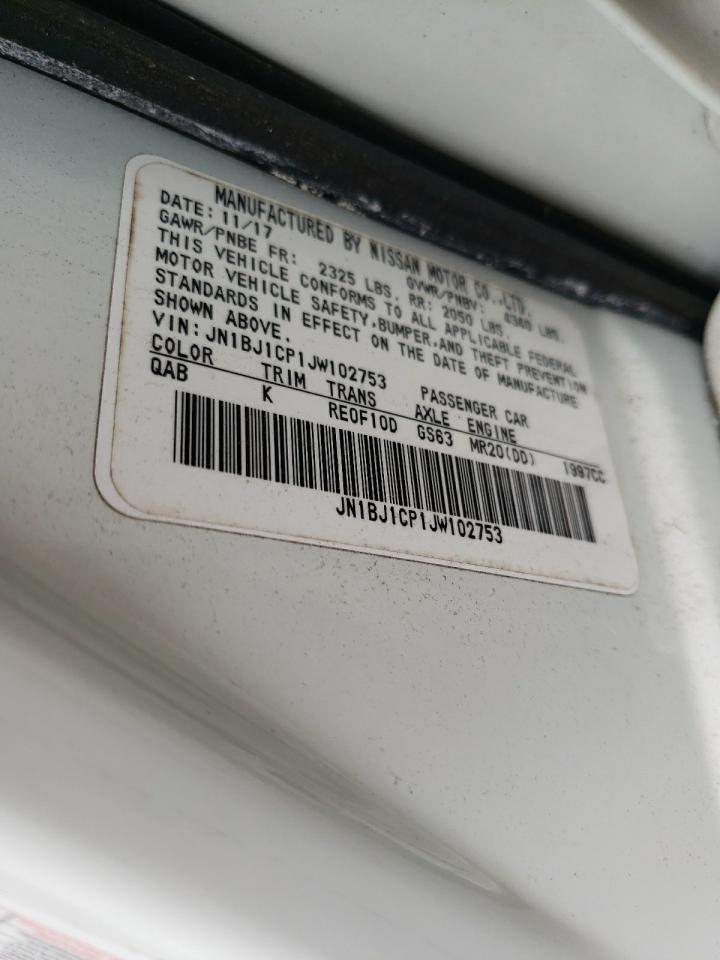 MANUFACTURED BY NISSAN MOTOR CO.,LTD.
DATE: 11/17 GVWR/PNBV: 4360 LBS.
GAWR/PNBE FR: 2325 LBS. RR: 2050 LBS.
THIS VEHICLE CONFORMS TO ALL APPLICABLE FEDERAL
MOTOR VEHICLE SAFETY,BUMPER,AND THEFT PREVENTION
STANDARDS IN EFFECT ON THE DATE OF MANUFACTURE
SHOWN ABOVE.
VIN:JN1BJ1CP1JW102753 PASSENGER CAR
COLOR TRIM TRANS AXLE ENGINE
QAB K RE0F10D GS63 MR20(DD) 1997CC
JN1BJ1CP1JW102753